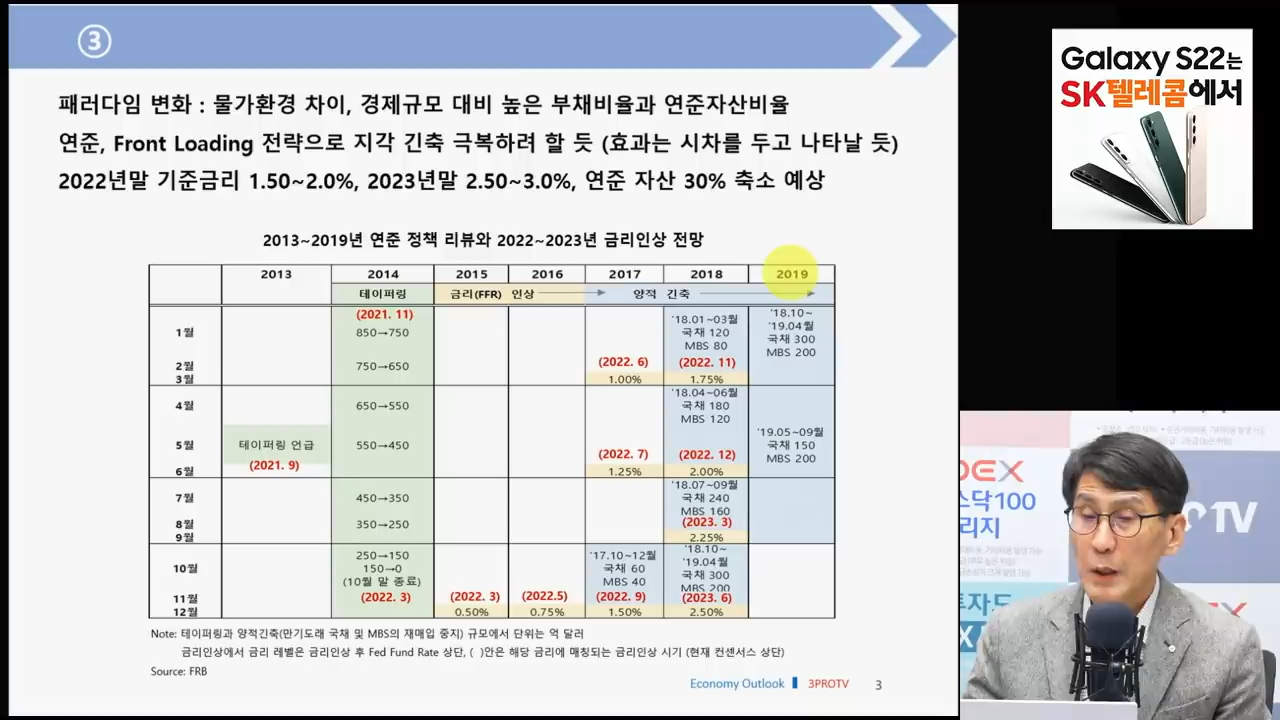 ③
패러다임 변화 : 물가환경 차이, 경제규모 대비 높은 부채비율과 연준자산비율
연준, Front Loading 전략으로 지각 긴축 극복하려 할 듯 (효과는 시차를 두고 나타날 듯)
2022년말 기준금리 1.50~2.0%, 2023년말 2.50~3.0%, 연준 자산 30% 축소 예상
2013~2019년 연준 정책 리뷰와 2022~2023년 금리인상 전망
2013 2014 2015 2016 2017 2018 2019
테이퍼링 금리(FFR) 인상 양적 긴축
(2021. 11) '18.01~03월 '18.10~
1월 850→750 국채 120 '19.04월
MBS 80 국채 300
MBS 200
2월 750→650 (2022. 6) (2022. 11)
3월 1.00% 1.75%
4월 650→550 '18.04~06월
국채 180
MBS 120
5월 테이퍼링 언급 550→450 '19.05~09월
국채 150
MBS 200
(2021. 9) (2022. 7) (2022. 12)
6월 1.25% 2.00%
7월 450→350 '18.07~09월
국채 240
MBS 160
8월 350→250 (2023. 3)
9월 2.25%
10월 250→150 '17.10~12월 '18.10~
150→0 국채 60 '19.04월
(10월 말 종료) MBS 40 국채 300
MBS 200
11월 (2022. 3) (2022. 3) (2022.5) (2022. 9) (2023. 6)
12월 0.50% 0.75% 1.50% 2.50%
Note: 테이퍼링과 양적긴축(만기도래 국채 및 MBS의 재매입 중지) 규모에서 단위는 억 달러
금리인상에서 금리 레벨은 금리인상 후 Fed Fund Rate 상단, ( )안은 해당 금리에 매칭되는 금리인상 시기 (현재 컨센서스 상단)
Source: FRB
Economy Outlook 3PROTV 3
Galaxy S22는
SK텔레콤에서
DEX
스닥100
리지
TV
투자도